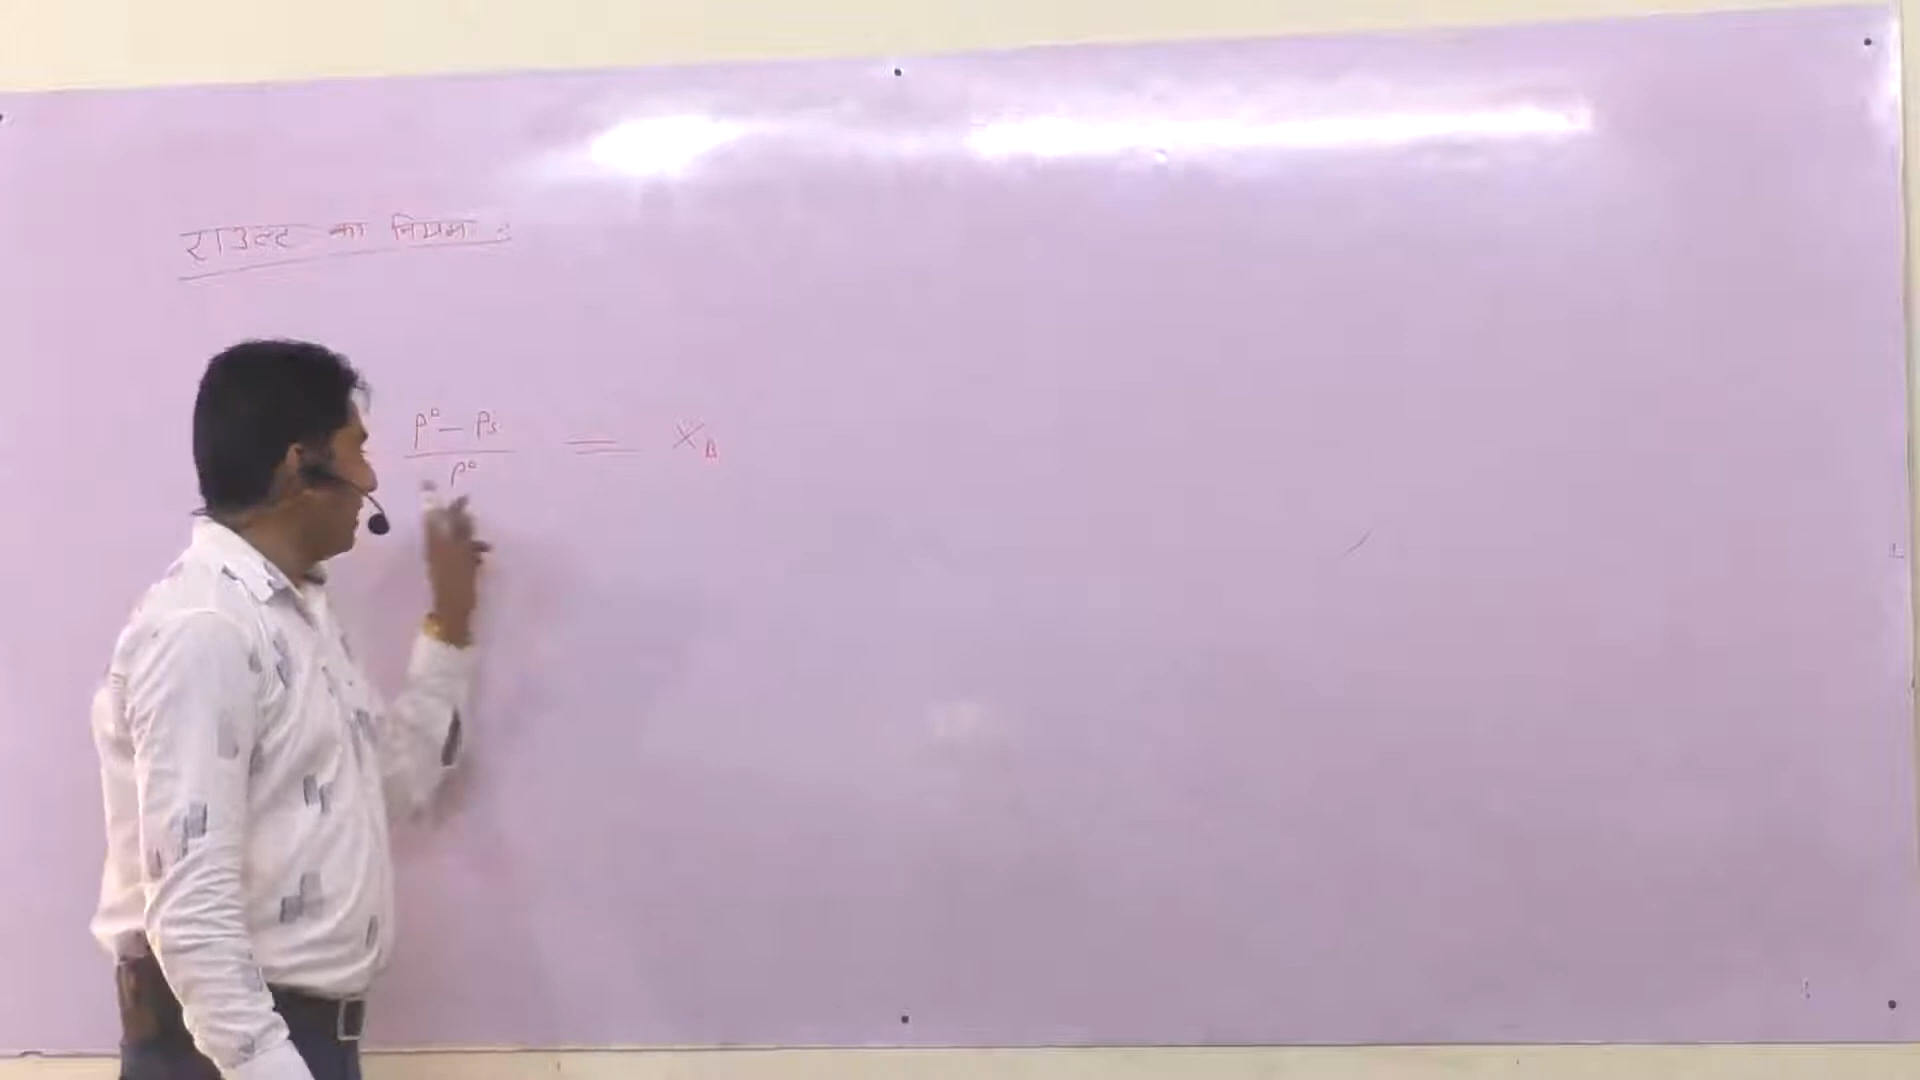 राउल्ट का नियम :
P° - Ps = X_B
P°